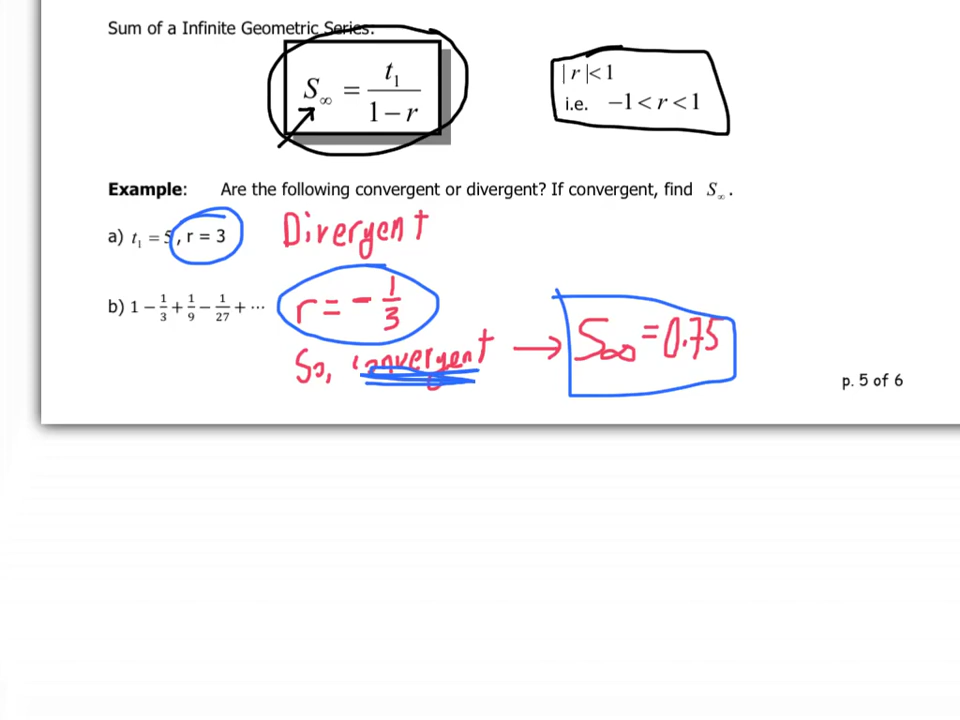 Sum of a Infinite Geometric Series:
S∞ = t₁ / (1 − r)
| r |< 1
i.e. −1 < r < 1
Example: Are the following convergent or divergent? If convergent, find S∞.
a) t₁ = 5, r = 3 Divergent
b) 1 − 1/3 + 1/9 − 1/27 + ⋯ r = − 1/3
So, convergent → S∞ = 0.75
p. 5 of 6